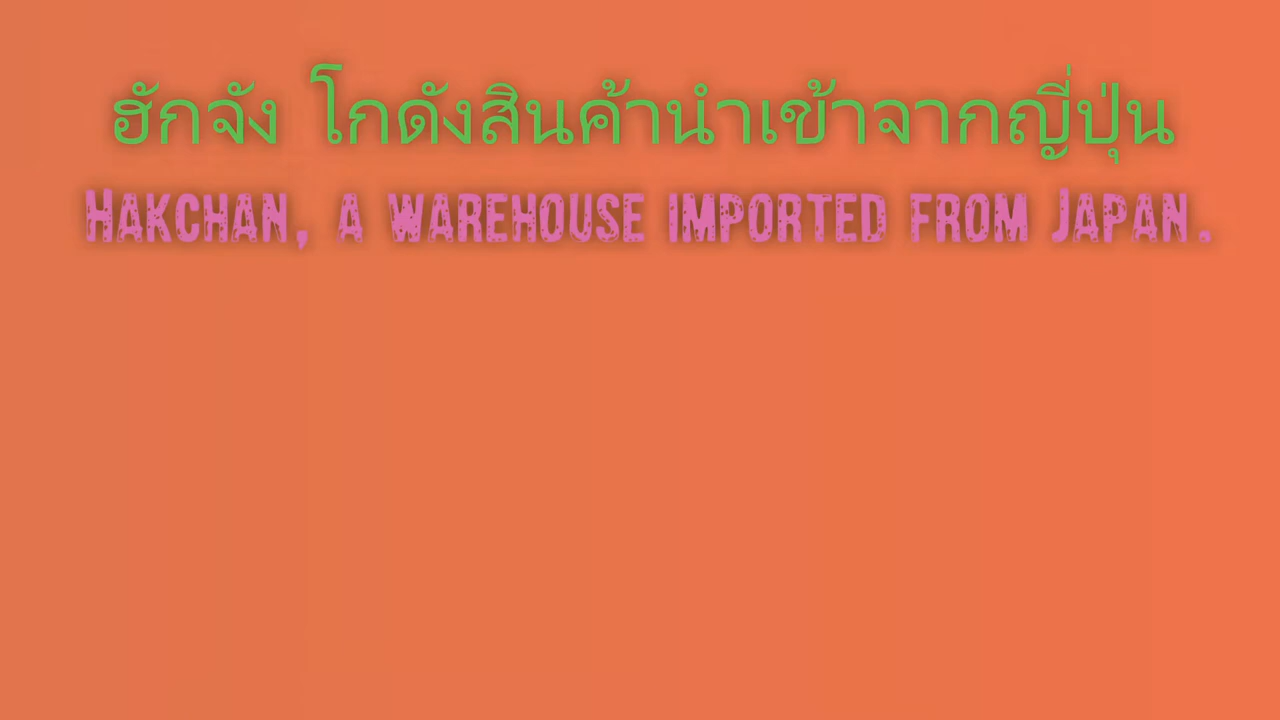 ฮักจัง โกดังสินค้านำเข้าจากญี่ปุ่น
Hakchan, a warehouse imported from Japan.